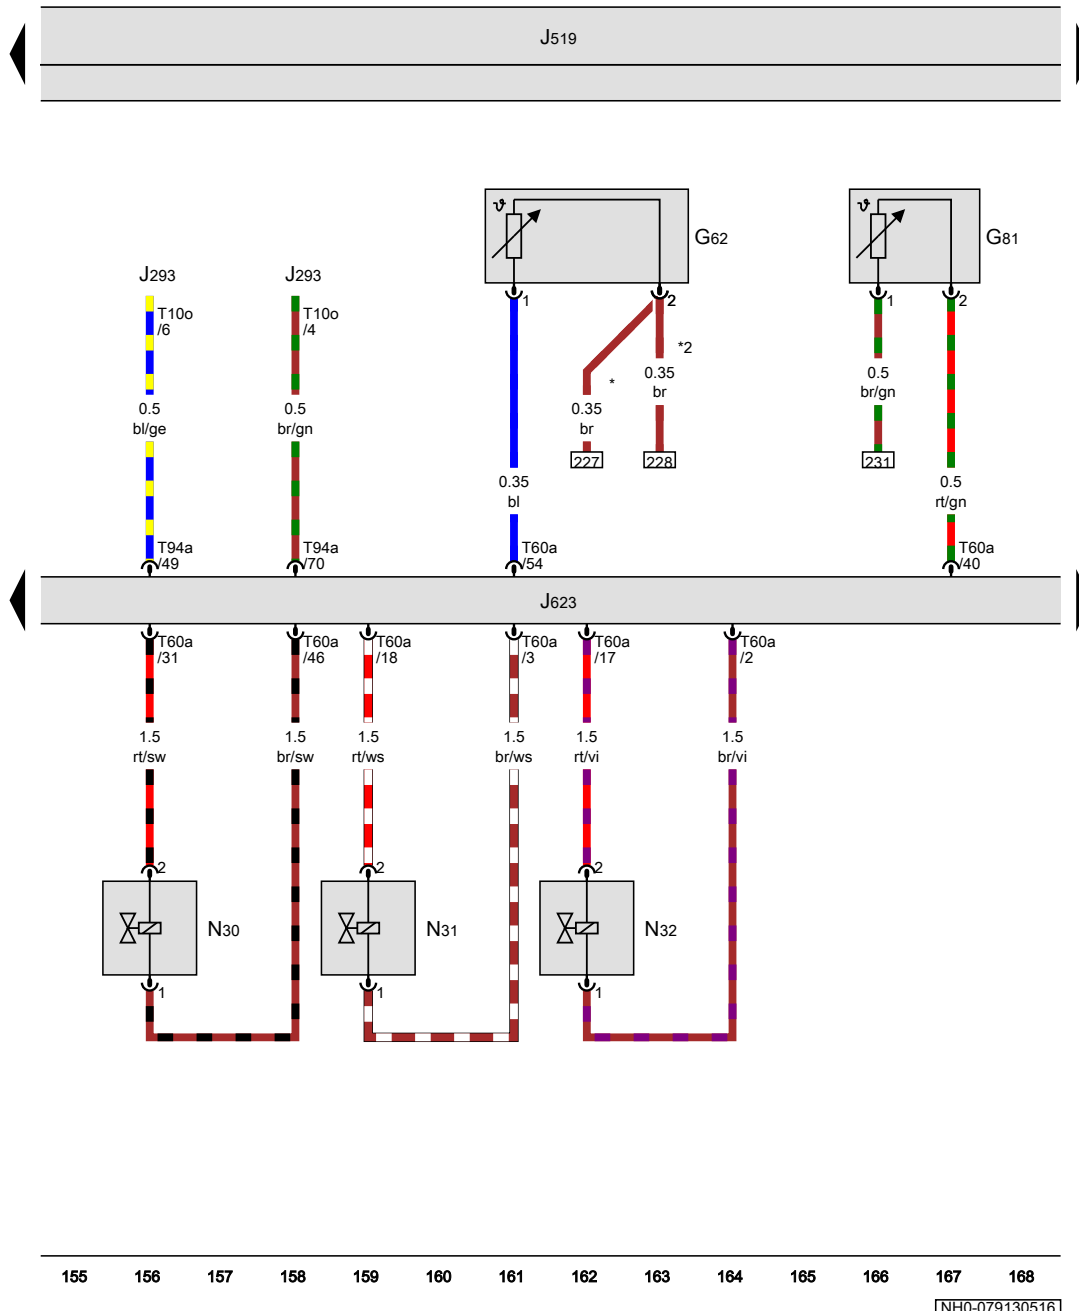 J519
G62
G81
J293
J293
ϑ
ϑ
1
2
1
2
T10o
/6
T10o
/4
*2
*
0.5
bl/ge
0.5
br/gn
0.35
br
0.35
br
0.5
br/gn
227
228
231
0.35
bl
0.5
rt/gn
T94a
/49
T94a
/70
T60a
/54
T60a
/40
J623
T60a
/31
T60a
/46
T60a
/18
T60a
/3
T60a
/17
T60a
/2
1.5
rt/sw
1.5
br/sw
1.5
rt/ws
1.5
br/ws
1.5
rt/vi
1.5
br/vi
2
2
2
N30
N31
N32
1
1
1
155 156 157 158 159 160 161 162 163 164 165 166 167 168
NH0-079130516